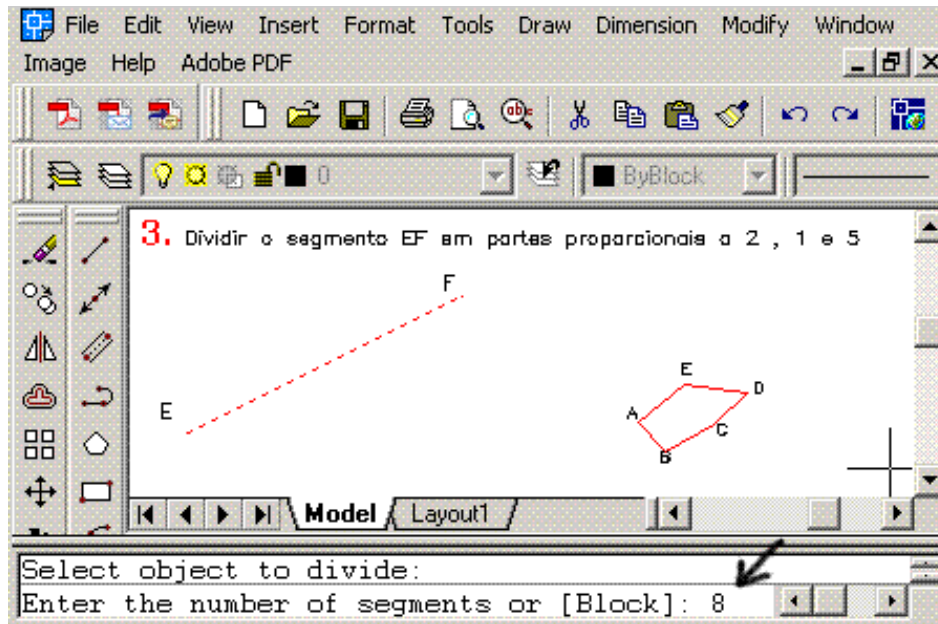 File Edit View Insert Format Tools Draw Dimension Modify Window
Image Help Adobe PDF
0 ByBlock
3. Dividir o segmento EF em partes proporcionais a 2 , 1 e 5
F
E
E
D
A
C
B
Model Layout1
Select object to divide:
Enter the number of segments or [Block]: 8